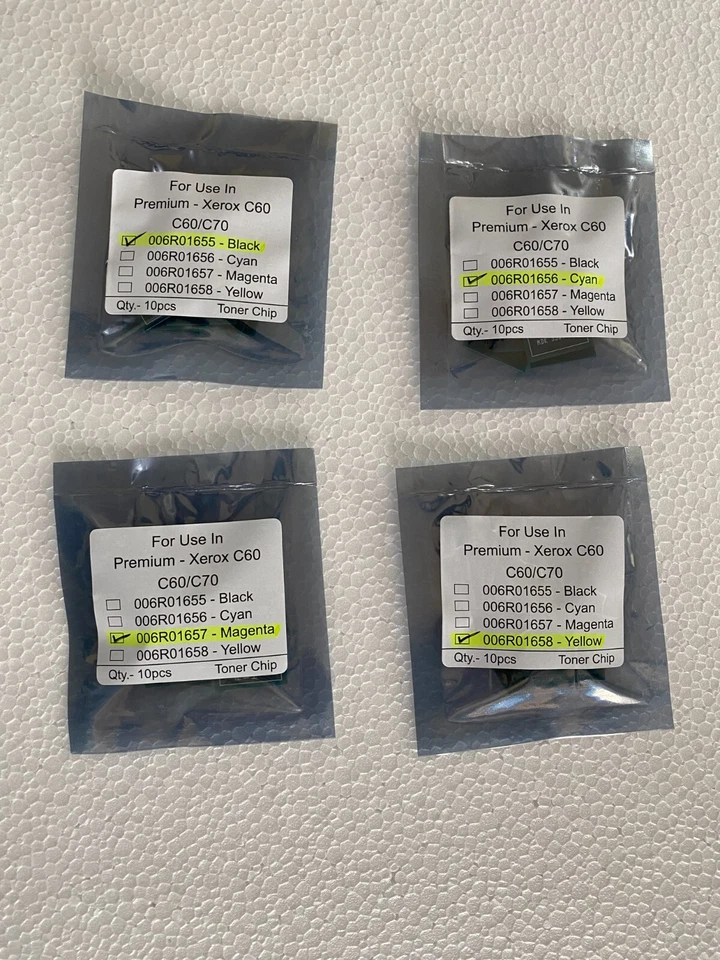 For Use In
Premium - Xerox C60
C60/C70
006R01655 - Black
006R01656 - Cyan
006R01657 - Magenta
006R01658 - Yellow
Qty.- 10pcs Toner Chip
For Use In
Premium - Xerox C60
C60/C70
006R01655 - Black
006R01656 - Cyan
006R01657 - Magenta
006R01658 - Yellow
Qty.- 10pcs Toner Chip
For Use In
Premium - Xerox C60
C60/C70
006R01655 - Black
006R01656 - Cyan
006R01657 - Magenta
006R01658 - Yellow
Qty.- 10pcs Toner Chip
For Use In
Premium - Xerox C60
C60/C70
006R01655 - Black
006R01656 - Cyan
006R01657 - Magenta
006R01658 - Yellow
Qty.- 10pcs Toner Chip